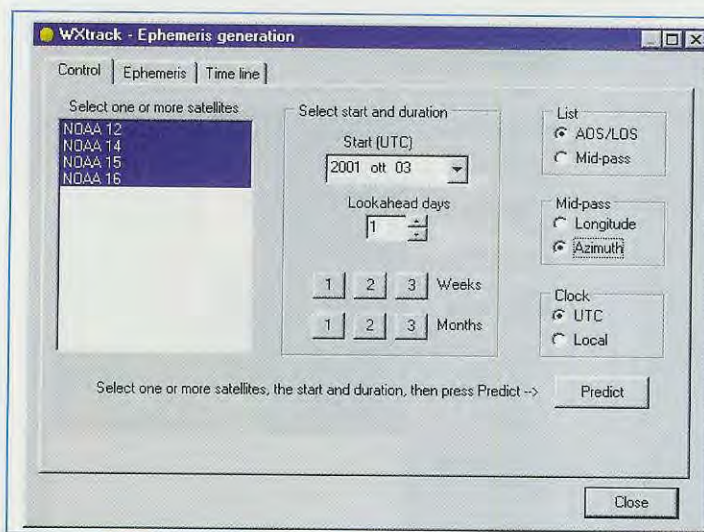 WXtrack - Ephemeris generation
Control
Ephemeris
Time line
Select one or more satellites
NOAA 12
NOAA 14
NOAA 15
NOAA 16
Select start and duration
Start (UTC)
2001 ott 03
Lookahead days
1
1 2 3 Weeks
1 2 3 Months
List
AOS/LOS
Mid-pass
Mid-pass
Longitude
Azimuth
Clock
UTC
Local
Select one or more satellites, the start and duration, then press Predict -->
Predict
Close